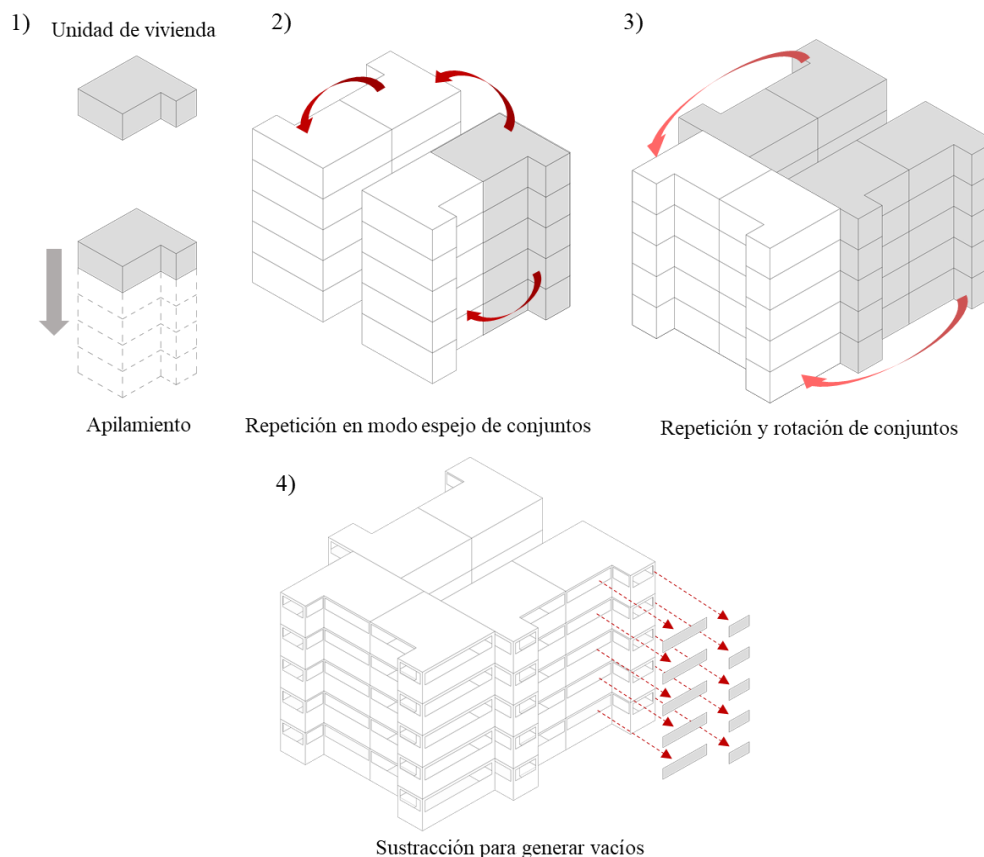 1)
Unidad de vivienda
Apilamiento
2)
Repetición en modo espejo de conjuntos
3)
Repetición y rotación de conjuntos
4)
Sustracción para generar vacíos